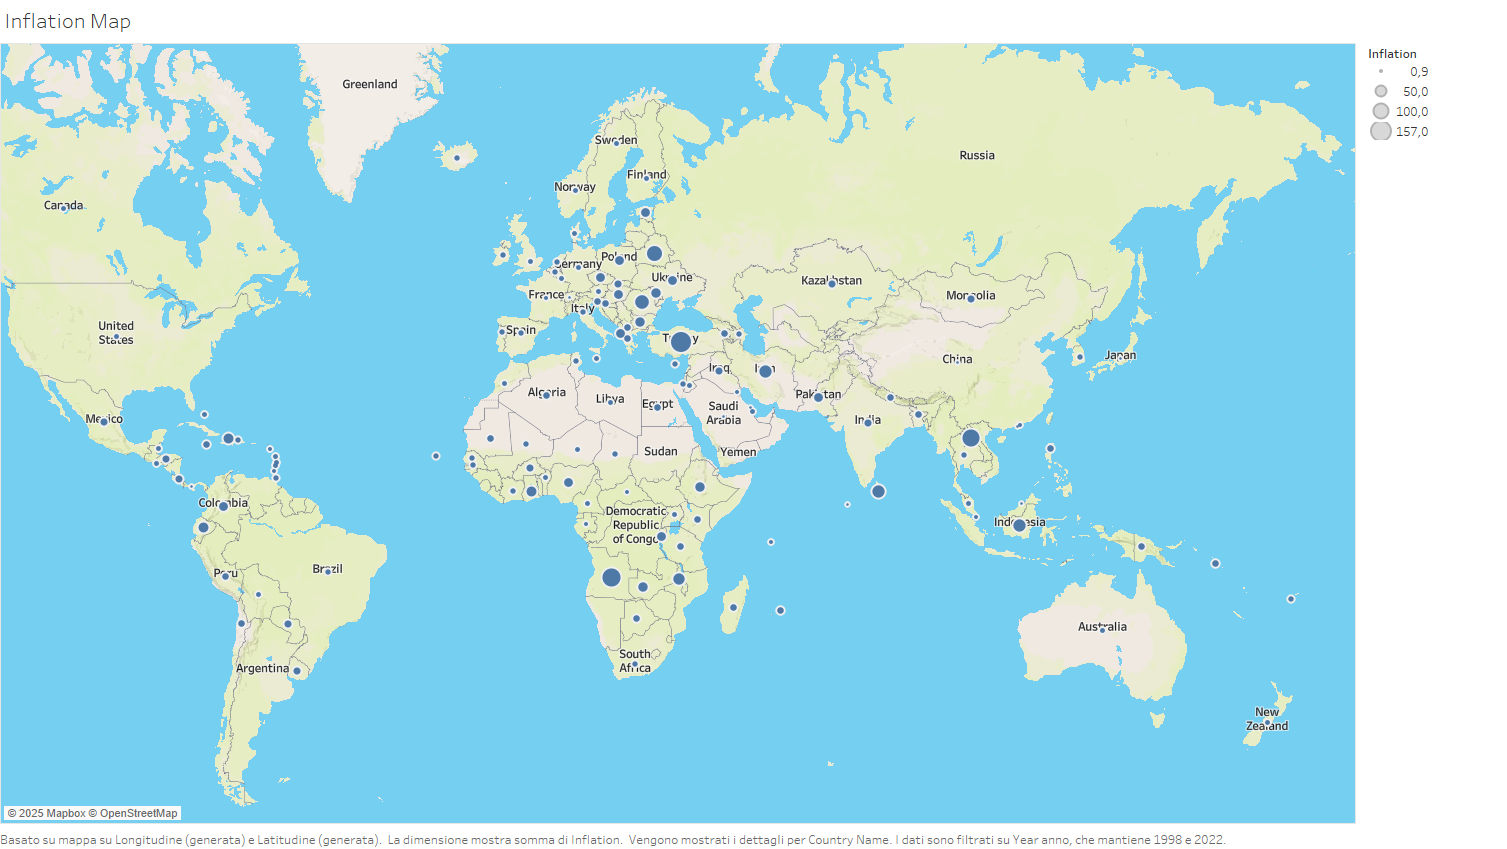 Inflation Map
Inflation
0,9
50,0
100,0
157,0
Greenland
Sweden
Russia
Finland
Norway
Canada
Poland
Germany
Ukraine
Kazakhstan
France
Mongolia
Italy
United
States
Spain
Turkey
Japan
China
Iraq
Iran
Algeria
Libya
Egypt
Pakistan
Saudi
Arabia
Mexico
India
Sudan
Yemen
Colombia
Democratic
Republic
of Congo
Indonesia
Peru
Brazil
Australia
South
Africa
Argentina
New
Zealand
© 2025 Mapbox © OpenStreetMap
Basato su mappa su Longitudine (generata) e Latitudine (generata). La dimensione mostra somma di Inflation. Vengono mostrati i dettagli per Country Name. I dati sono filtrati su Year anno, che mantiene 1998 e 2022.